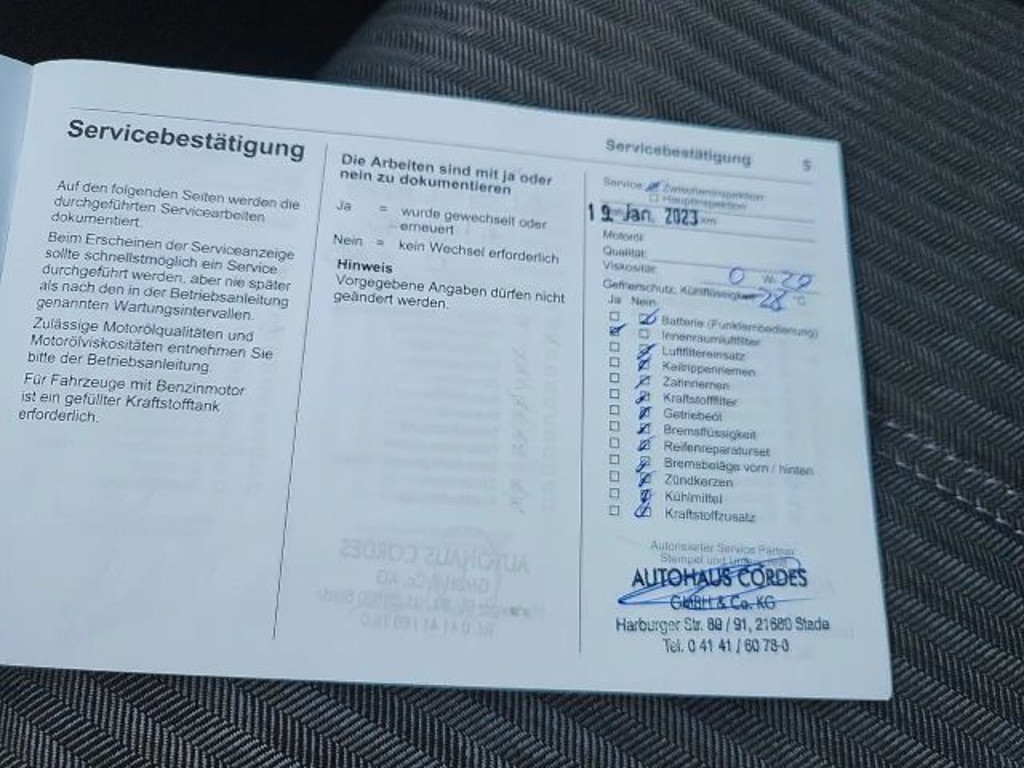 Servicebestätigung
Auf den folgenden Seiten werden die
durchgeführten Servicearbeiten
dokumentiert.
Beim Erscheinen der Serviceanzeige
sollte schnellstmöglich ein Service
durchgeführt werden, aber nie später
als nach den in der Betriebsanleitung
genannten Wartungsintervallen.
Zulässige Motorölqualitäten und
Motorölviskositäten entnehmen Sie
bitte der Betriebsanleitung.
Für Fahrzeuge mit Benzinmotor
ist ein gefüllter Kraftstofftank
erforderlich.
Die Arbeiten sind mit ja oder
nein zu dokumentieren
Ja = wurde gewechselt oder
erneuert
Nein = kein Wechsel erforderlich
Hinweis
Vorgegebene Angaben dürfen nicht
geändert werden.
Servicebestätigung 5
Service: Zwischeninspektion
Hauptinspektion
19. Jan. 2023 km
Motoröl:
Qualität:
Viskosität: 0 W- 20
Gefrierschutz, Kühlflüssigkeit -28 °C
Ja Nein
Batterie (Funkfernbedienung)
Innenraumluftfilter
Luftfiltereinsatz
Keilrippenriemen
Zahnriemen
Kraftstofffilter
Getriebeöl
Bremsflüssigkeit
Reifenreparaturset
Bremsbeläge vorn / hinten
Zündkerzen
Kühlmittel
Kraftstoffzusatz
Autorisierter Service Partner
Stempel und
AUTOHAUS CORDES
GmbH & Co. KG
Harburger Str. 89 / 91, 21680 Stade
Tel. 0 41 41 / 60 78-0